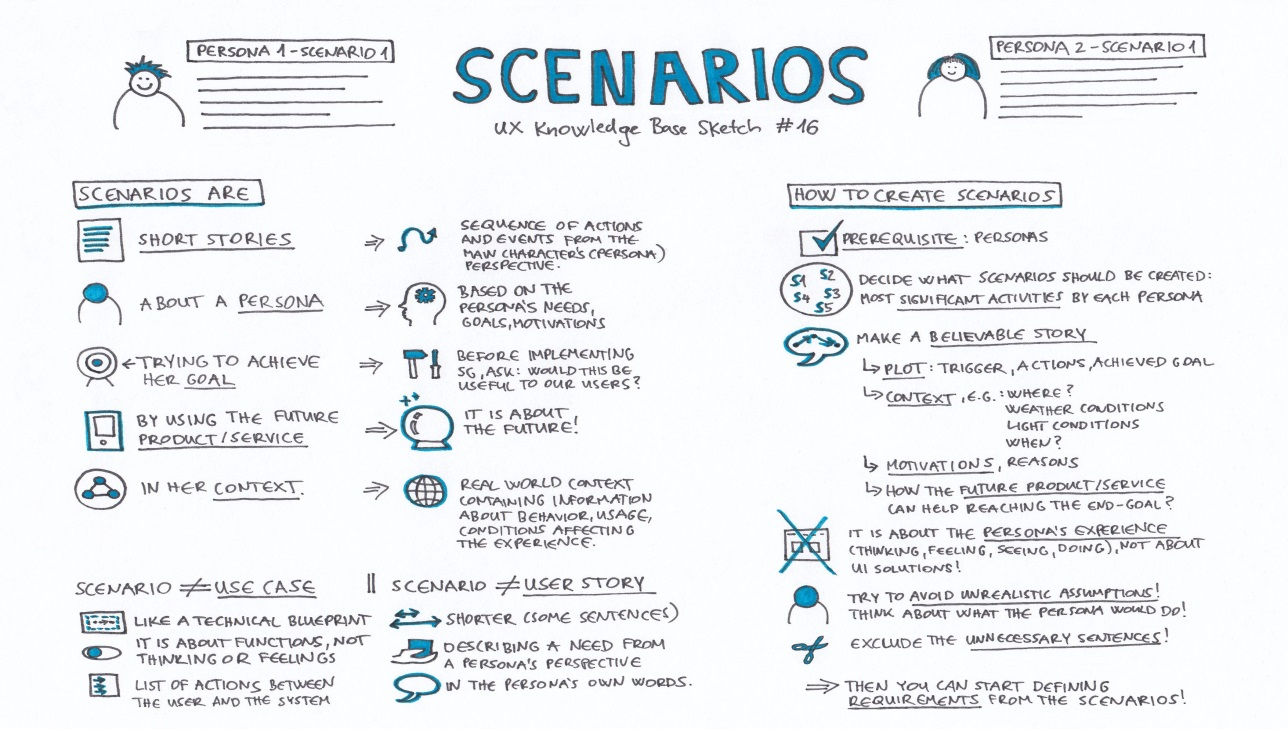 PERSONA 1 - SCENARIO 1
SCENARIOS
UX Knowledge Base Sketch #16
PERSONA 2 - SCENARIO 1
SCENARIOS ARE
SHORT STORIES
SEQUENCE OF ACTIONS
AND EVENTS FROM THE
MAIN CHARACTER'S (PERSONA)
PERSPECTIVE.
ABOUT A PERSONA
BASED ON THE
PERSONA'S NEEDS,
GOALS, MOTIVATIONS
TRYING TO ACHIEVE
HER GOAL
BEFORE IMPLEMENTING
SG, ASK: WOULD THIS BE
USEFUL TO OUR USERS?
BY USING THE FUTURE
PRODUCT/SERVICE
IT IS ABOUT
THE FUTURE!
IN HER CONTEXT.
REAL WORLD CONTEXT
CONTAINING INFORMATION
ABOUT BEHAVIOR, USAGE,
CONDITIONS AFFECTING
THE EXPERIENCE.
SCENARIO ≠ USE CASE
LIKE A TECHNICAL BLUEPRINT
IT IS ABOUT FUNCTIONS, NOT
THINKING OR FEELINGS
LIST OF ACTIONS BETWEEN
THE USER AND THE SYSTEM
SCENARIO ≠ USER STORY
SHORTER (SOME SENTENCES)
DESCRIBING A NEED FROM
A PERSONA'S PERSPECTIVE
IN THE PERSONA'S OWN WORDS.
HOW TO CREATE SCENARIOS
PREREQUISITE: PERSONAS
S1 S2
S4 S3
S5
DECIDE WHAT SCENARIOS SHOULD BE CREATED:
MOST SIGNIFICANT ACTIVITIES BY EACH PERSONA
MAKE A BELIEVABLE STORY
PLOT: TRIGGER, ACTIONS, ACHIEVED GOAL
CONTEXT, E.G.: WHERE?
WEATHER CONDITIONS
LIGHT CONDITIONS
WHEN?
MOTIVATIONS, REASONS
HOW THE FUTURE PRODUCT/SERVICE
CAN HELP REACHING THE END-GOAL?
IT IS ABOUT THE PERSONA'S EXPERIENCE
(THINKING, FEELING, SEEING, DOING), NOT ABOUT
UI SOLUTIONS!
TRY TO AVOID UNREALISTIC ASSUMPTIONS!
THINK ABOUT WHAT THE PERSONA WOULD DO!
EXCLUDE THE UNNECESSARY SENTENCES!
THEN YOU CAN START DEFINING
REQUIREMENTS FROM THE SCENARIOS!